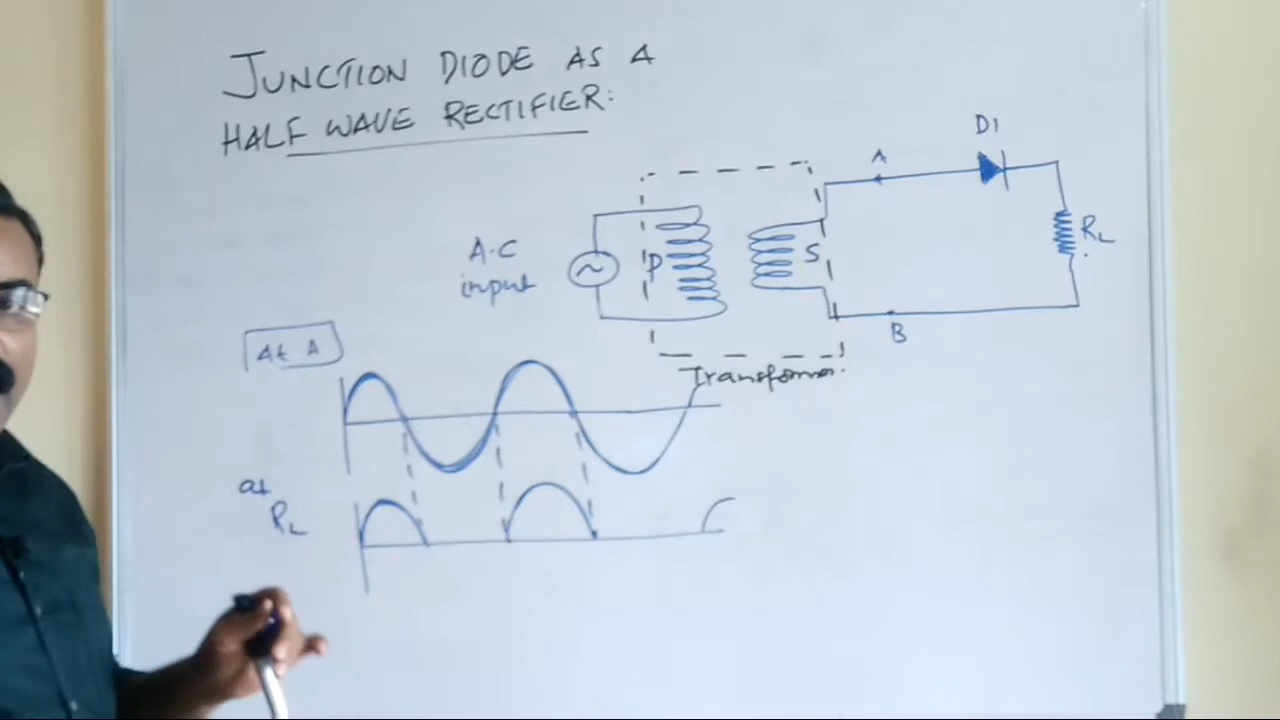 JUNCTION DIODE AS A
HALF WAVE RECTIFIER:
D1
A
A.C
input
P
S
RL
B
Transformer.
At A
at
RL